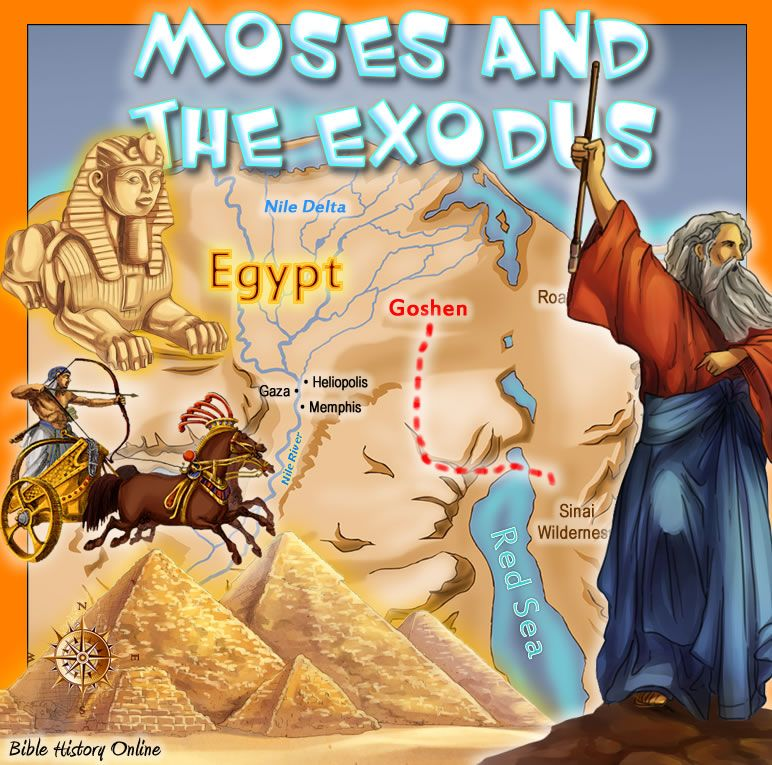 MOSES AND
THE EXODUS
Nile Delta
Egypt
Goshen
Roa
Gaza
Heliopolis
Memphis
Nile River
Sinai
Wildernes
Red Sea
N
E
S
W
Bible History Online